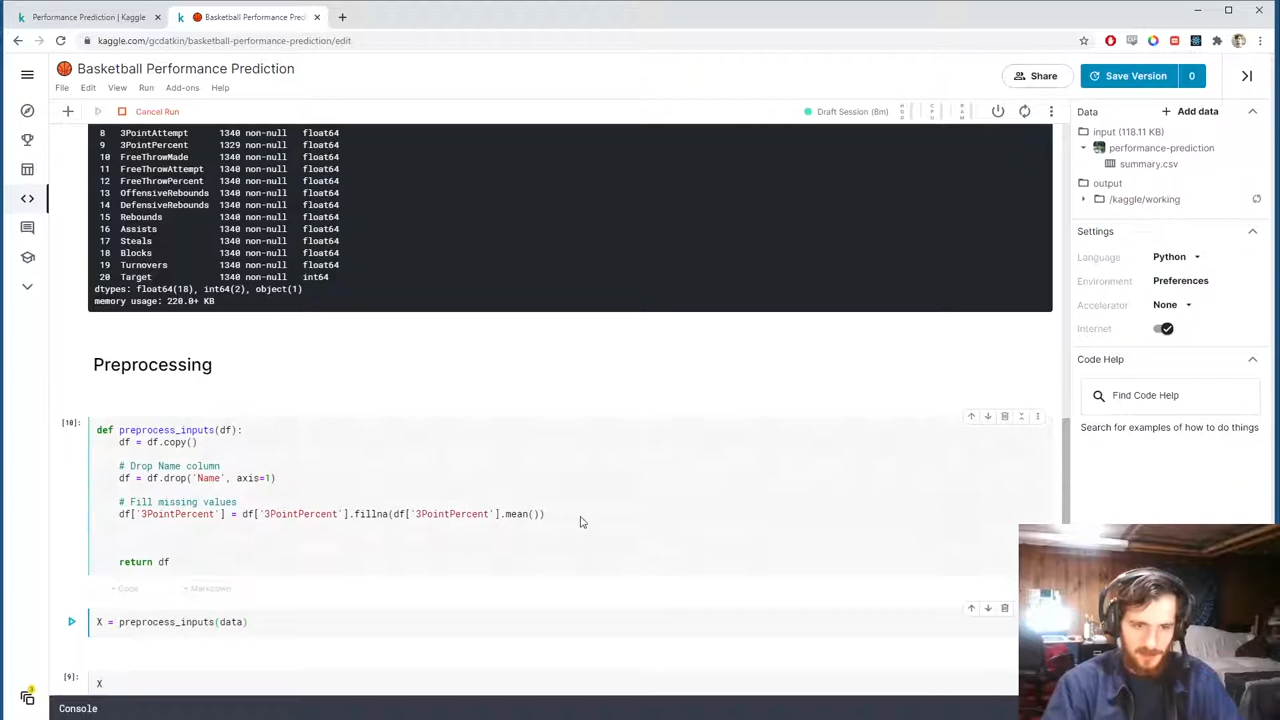 Performance Prediction | Kaggle
Basketball Performance Pred
kaggle.com/gcdatkin/basketball-performance-prediction/edit
Basketball Performance Prediction
File Edit View Run Add-ons Help
Share
Save Version 0
Cancel Run
Draft Session (8m)
8 3PointAttempt 1340 non-null float64
9 3PointPercent 1329 non-null float64
10 FreeThrowMade 1340 non-null float64
11 FreeThrowAttempt 1340 non-null float64
12 FreeThrowPercent 1340 non-null float64
13 OffensiveRebounds 1340 non-null float64
14 DefensiveRebounds 1340 non-null float64
15 Rebounds 1340 non-null float64
16 Assists 1340 non-null float64
17 Steals 1340 non-null float64
18 Blocks 1340 non-null float64
19 Turnovers 1340 non-null float64
20 Target 1340 non-null int64
dtypes: float64(18), int64(2), object(1)
memory usage: 220.0+ KB
Preprocessing
[10]:
def preprocess_inputs(df):
df = df.copy()
# Drop Name column
df = df.drop('Name', axis=1)
# Fill missing values
df['3PointPercent'] = df['3PointPercent'].fillna(df['3PointPercent'].mean())
return df
+ Code + Markdown
X = preprocess_inputs(data)
[9]:
X
Console
Data
+ Add data
input (118.11 KB)
performance-prediction
summary.csv
output
/kaggle/working
Settings
Language Python
Environment Preferences
Accelerator None
Internet
Code Help
Find Code Help
Search for examples of how to do things